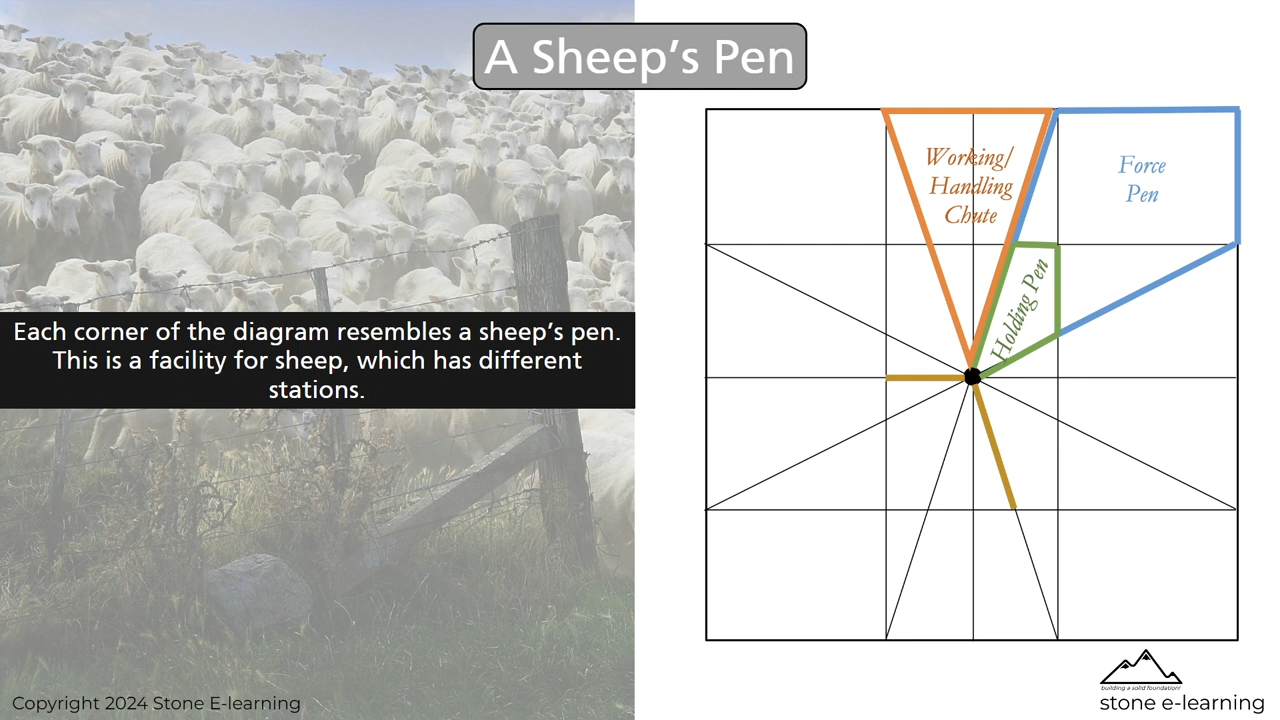 A Sheep's Pen
Each corner of the diagram resembles a sheep's pen.
This is a facility for sheep, which has different
stations.
Working/
Handling
Chute
Force
Pen
Holding Pen
Copyright 2024 Stone E-learning
building a solid foundation!
stone e-learning